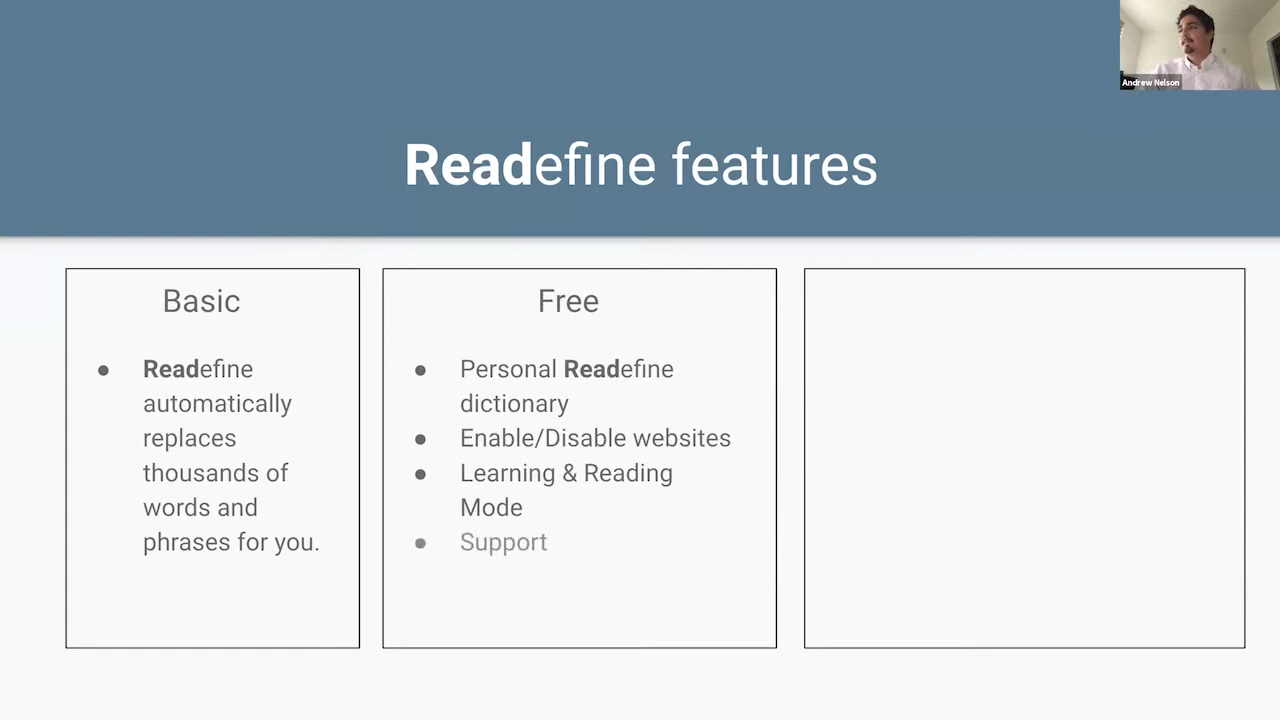 Andrew Nelson
Readefine features
Basic
● Readefine
automatically
replaces
thousands of
words and
phrases for you.
Free
● Personal Readefine
dictionary
● Enable/Disable websites
● Learning & Reading
Mode
● Support